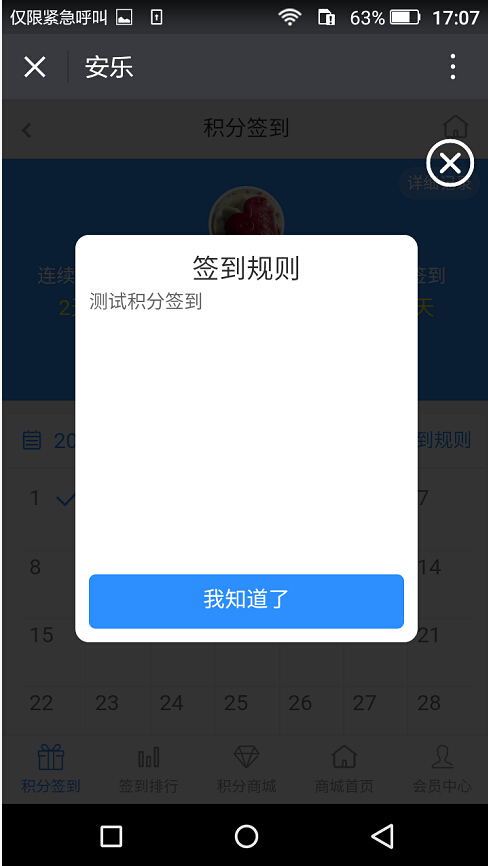 仅限紧急呼叫 63% 17:07
安乐
积分签到
详细记录
连续 签到
2天 天
签到规则
测试积分签到
20 到规则
1 7
8 14
我知道了
15 21
22 23 24 25 26 27 28
积分签到 签到排行 积分商城 商城首页 会员中心